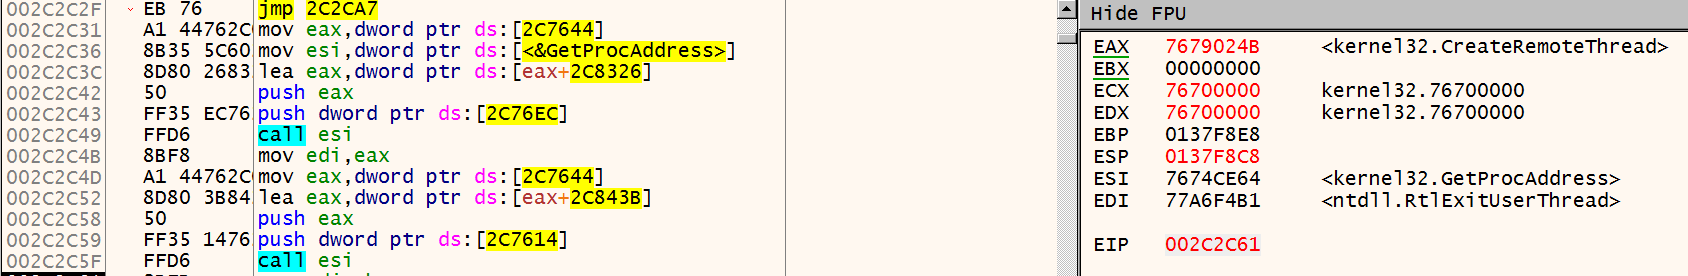 002C2C2F EB 76 jmp 2C2CA7
002C2C31 A1 44762C mov eax,dword ptr ds:[2C7644]
002C2C36 8B35 5C60 mov esi,dword ptr ds:[<&GetProcAddress>]
002C2C3C 8D80 2683 lea eax,dword ptr ds:[eax+2C8326]
002C2C42 50 push eax
002C2C43 FF35 EC76 push dword ptr ds:[2C76EC]
002C2C49 FFD6 call esi
002C2C4B 8BF8 mov edi,eax
002C2C4D A1 44762C mov eax,dword ptr ds:[2C7644]
002C2C52 8D80 3B84 lea eax,dword ptr ds:[eax+2C843B]
002C2C58 50 push eax
002C2C59 FF35 1476 push dword ptr ds:[2C7614]
002C2C5F FFD6 call esi
Hide FPU
EAX 7679024B <kernel32.CreateRemoteThread>
EBX 00000000
ECX 76700000 kernel32.76700000
EDX 76700000 kernel32.76700000
EBP 0137F8E8
ESP 0137F8C8
ESI 7674CE64 <kernel32.GetProcAddress>
EDI 77A6F4B1 <ntdll.RtlExitUserThread>
EIP 002C2C61